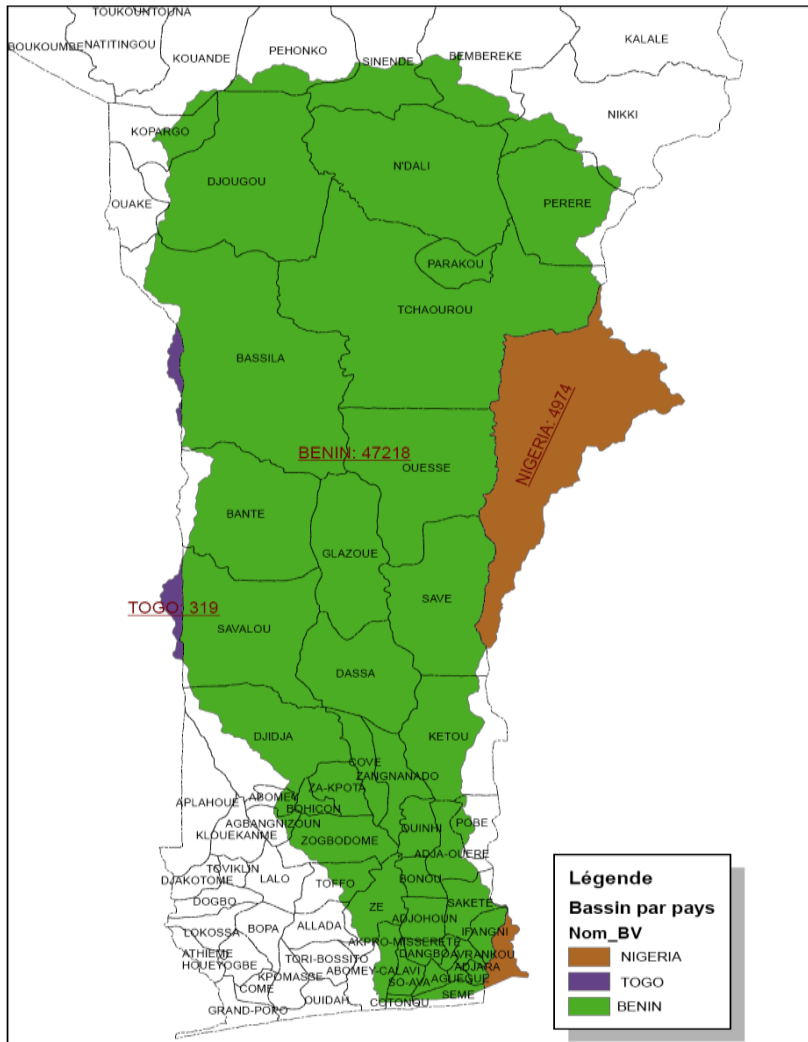 TOUKOUNTOUNA
BOUKOUMBE
NATITINGOU
KOUANDE
PEHONKO
SINENDE
BEMBEREKE
KALALE
NIKKI
KOPARGO
OUAKE
DJOUGOU
N'DALI
PERERE
PARAKOU
TCHAOUROU
BASSILA
BENIN: 47218
NIGERIA: 4974
OUESSE
BANTE
GLAZOUE
SAVE
TOGO: 319
SAVALOU
DASSA
DJIDJA
KETOU
COVE
ZANGNANADO
ZA-KPOTA
ABOMEY
APLAHOUE
BOHICON
AGBANGNIZOUN
KLOUEKANME
ZOGBODOME
OUINHI
POBE
ADJA-OUERE
TOVIKLIN
DJAKOTOME
LALO
TOFFO
BONOU
DOGBO
ZE
SAKETE
LOKOSSA
BOPA
ALLADA
ADJOHOUN
IFANGNI
ATHIEME
HOUEYOGBE
TORI-BOSSITO
AKPRO-MISSERETE
DANGBO
AVRANKOU
ADJARA
KPOMASSE
ABOMEY-CALAVI
AGUEGUE
SO-AVA
COME
OUIDAH
SEME
GRAND-POPO
COTONOU
Légende
Bassin par pays
Nom_BV
NIGERIA
TOGO
BENIN